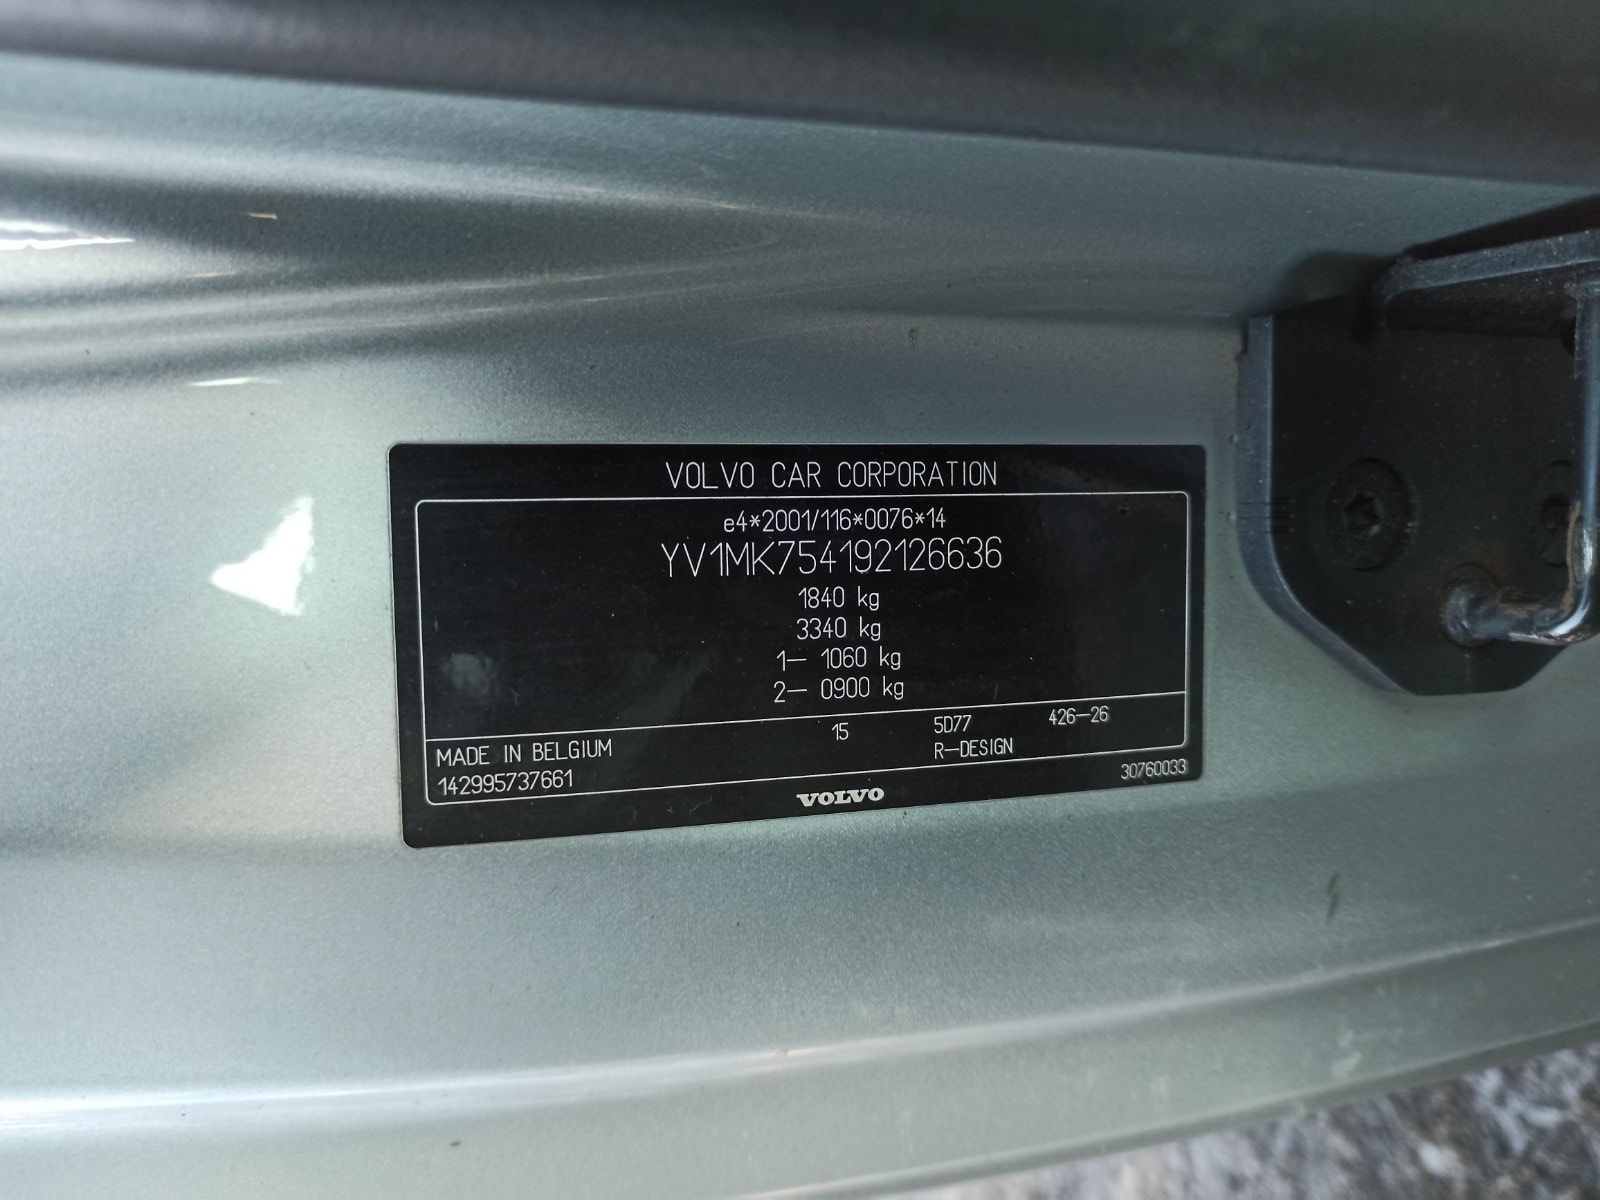 VOLVO CAR CORPORATION
e4*2001/116*0076*14
YV1MK754192126636
1840 kg
3340 kg
1— 1060 kg
2— 0900 kg
15 5D77 426-26
MADE IN BELGIUM R-DESIGN
142995737661 30760033
VOLVO